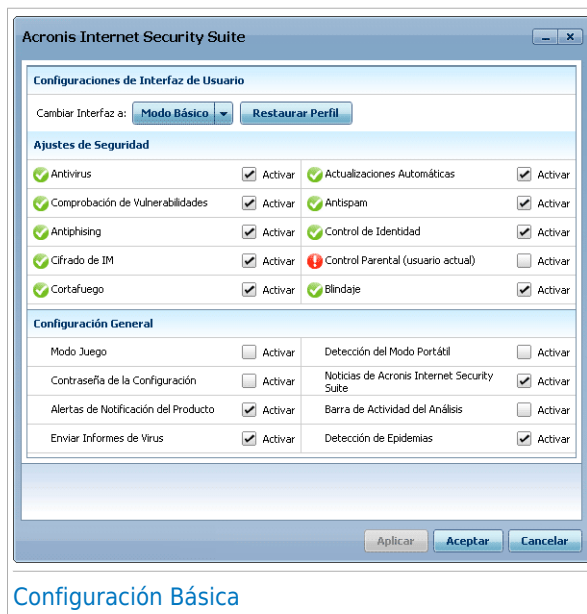 Acronis Internet Security Suite
Configuraciones de Interfaz de Usuario
Cambiar Interfaz a: Modo Básico Restaurar Perfil
Ajustes de Seguridad
Antivirus Activar Actualizaciones Automáticas Activar
Comprobación de Vulnerabilidades Activar Antispam Activar
Antiphising Activar Control de Identidad Activar
Cifrado de IM Activar Control Parental (usuario actual) Activar
Cortafuego Activar Blindaje Activar
Configuración General
Modo Juego Activar Detección del Modo Portátil Activar
Contraseña de la Configuración Activar Noticias de Acronis Internet Security
Suite Activar
Alertas de Notificación del Producto Activar Barra de Actividad del Análisis Activar
Enviar Informes de Virus Activar Detección de Epidemias Activar
Aplicar Aceptar Cancelar
Configuración Básica